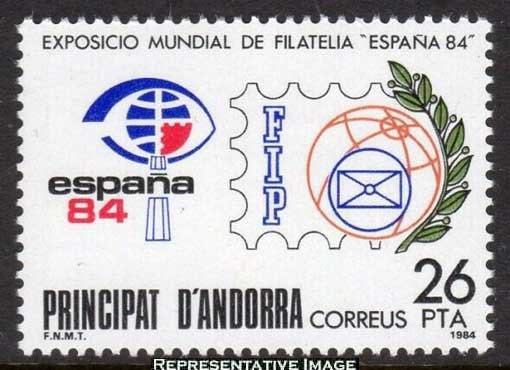 EXPOSICIO MUNDIAL DE FILATELIA "ESPAÑA 84"
FIP
españa
84
26
PRINCIPAT D'ANDORRA
CORREUS PTA
F.N.M.T.
1984
Representative Image